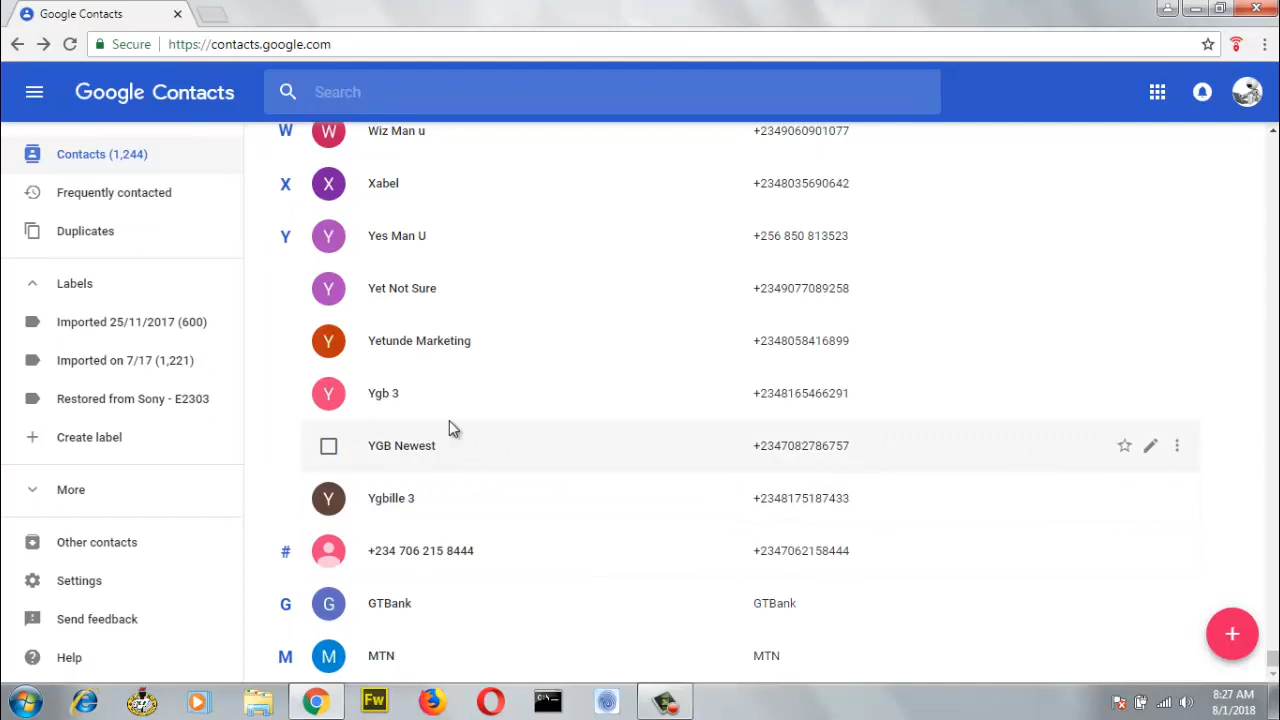 Google Contacts
Secure https://contacts.google.com
Google Contacts
Search
Contacts (1,244)
Frequently contacted
Duplicates
Labels
Imported 25/11/2017 (600)
Imported on 7/17 (1,221)
Restored from Sony - E2303
Create label
More
Other contacts
Settings
Send feedback
Help
W W Wiz Man u +2349060901077
X X Xabel +2348035690642
Y Y Yes Man U +256 850 813523
Y Yet Not Sure +2349077089258
Y Yetunde Marketing +2348058416899
Y Ygb 3 +2348165466291
YGB Newest +2347082786757
Y Ygbille 3 +2348175187433
# +234 706 215 8444 +2347062158444
G G GTBank GTBank
M M MTN MTN
Fw
8:27 AM
8/1/2018